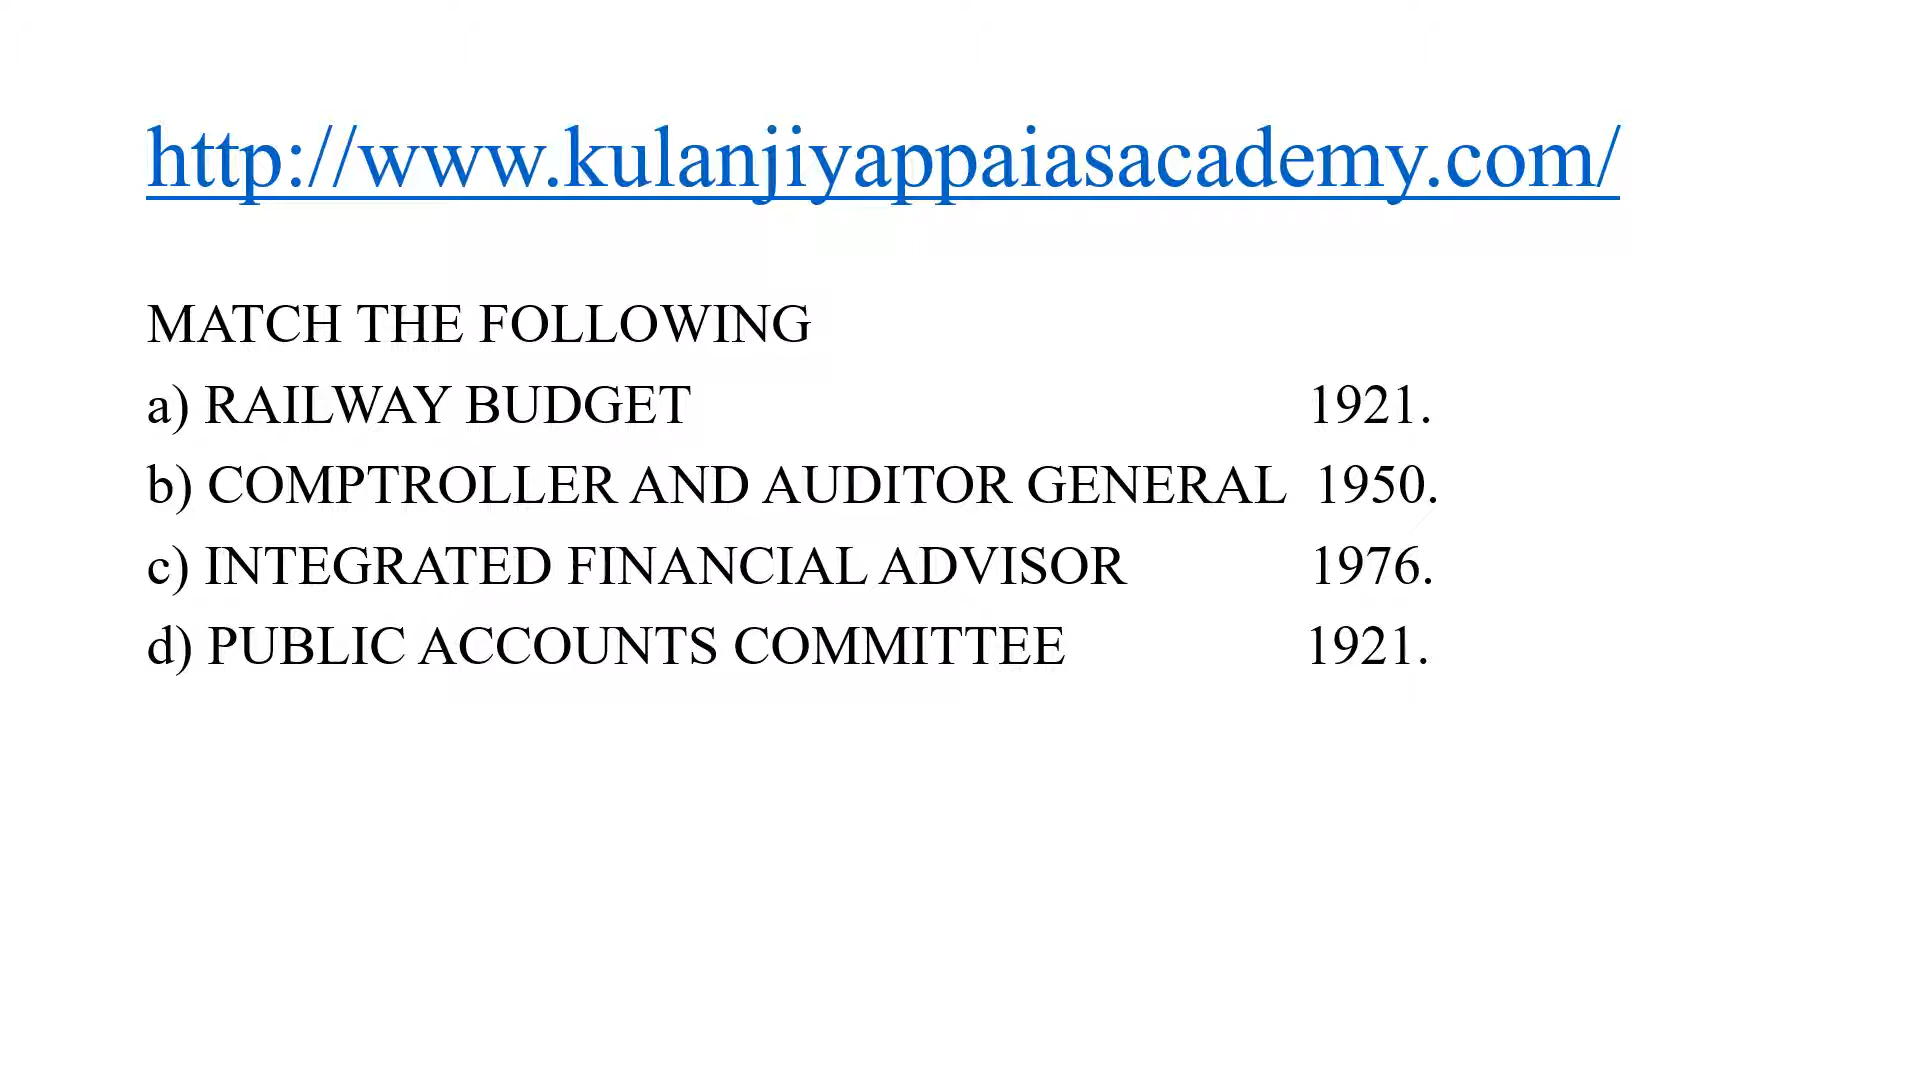 http://www.kulanjiyappaiasacademy.com/
MATCH THE FOLLOWING
a) RAILWAY BUDGET 1921.
b) COMPTROLLER AND AUDITOR GENERAL 1950.
c) INTEGRATED FINANCIAL ADVISOR 1976.
d) PUBLIC ACCOUNTS COMMITTEE 1921.